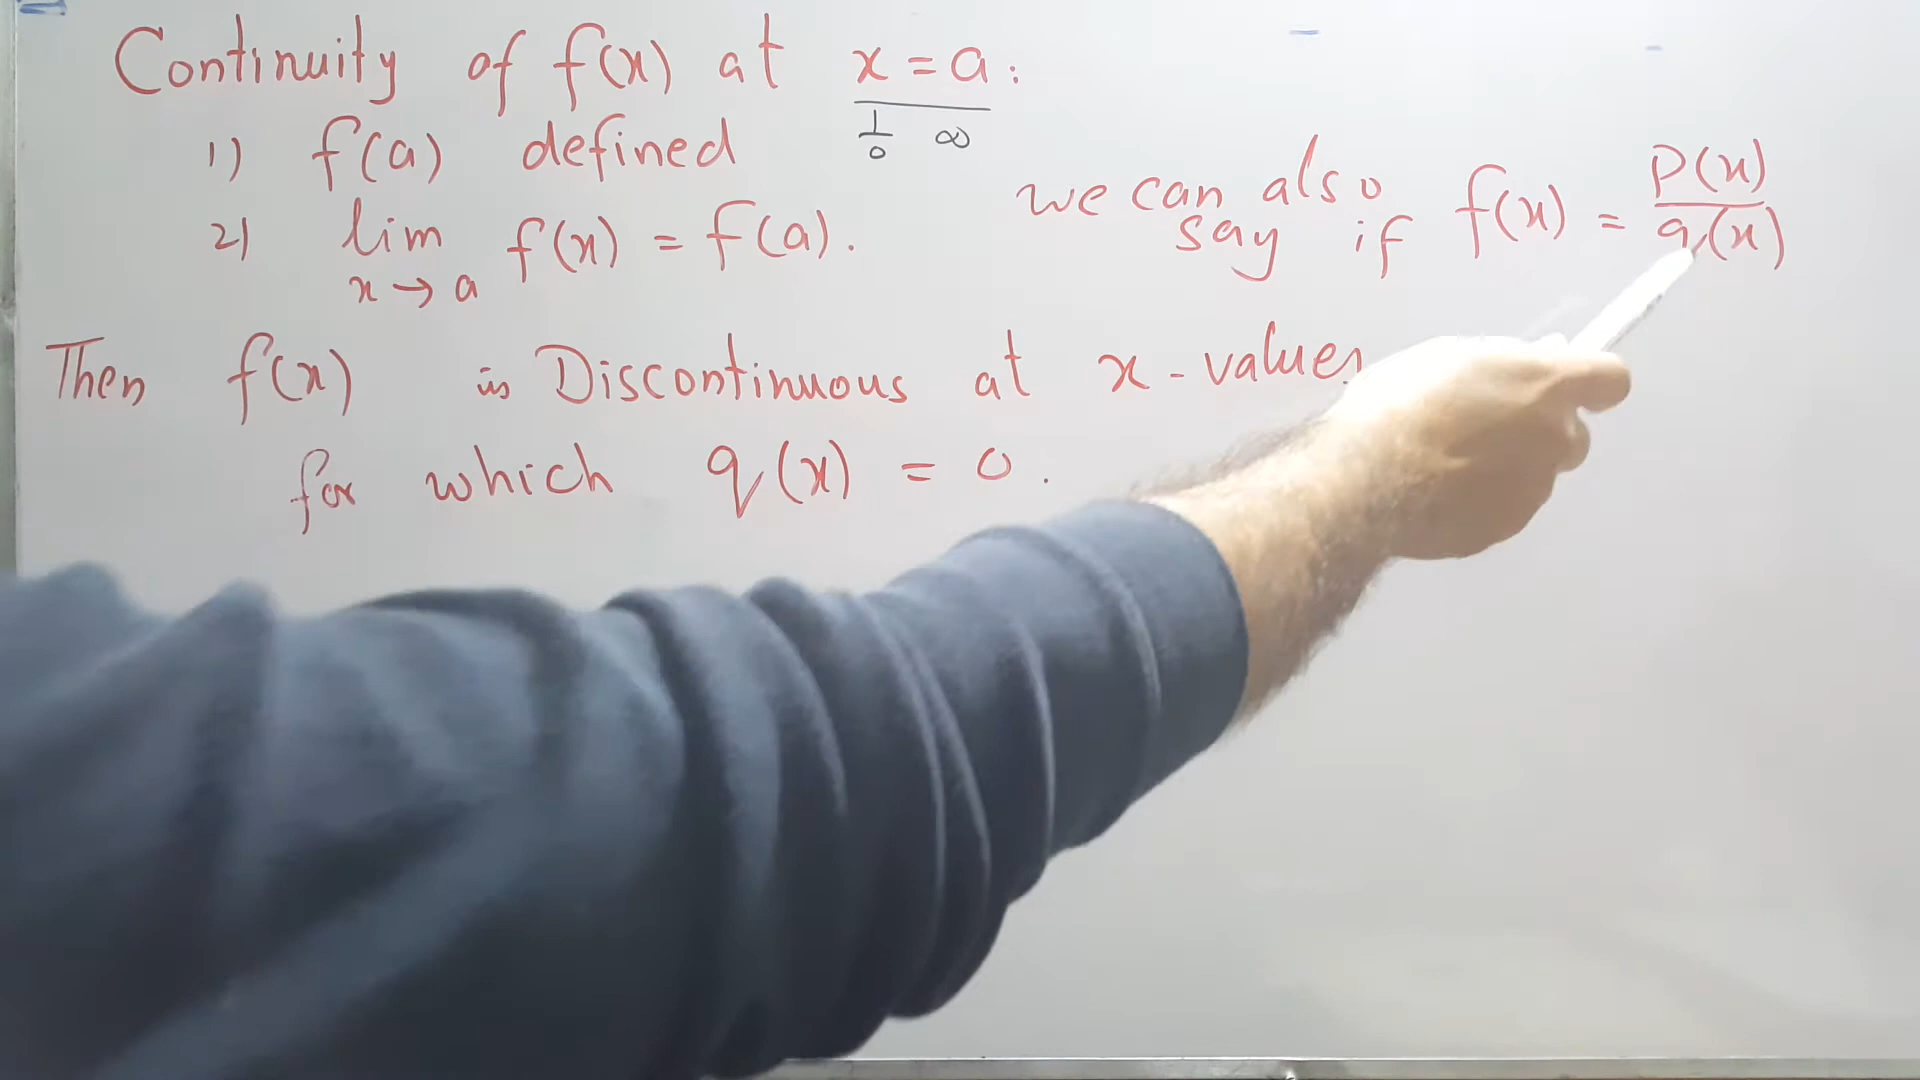 Continuity of f(x) at x = a :
1/0 ∞
1) f(a) defined
2) lim f(x) = f(a).
x → a
we can also
say if f(x) = P(x)/q(x)
Then f(x) is Discontinuous at x - values
for which q(x) = 0 .